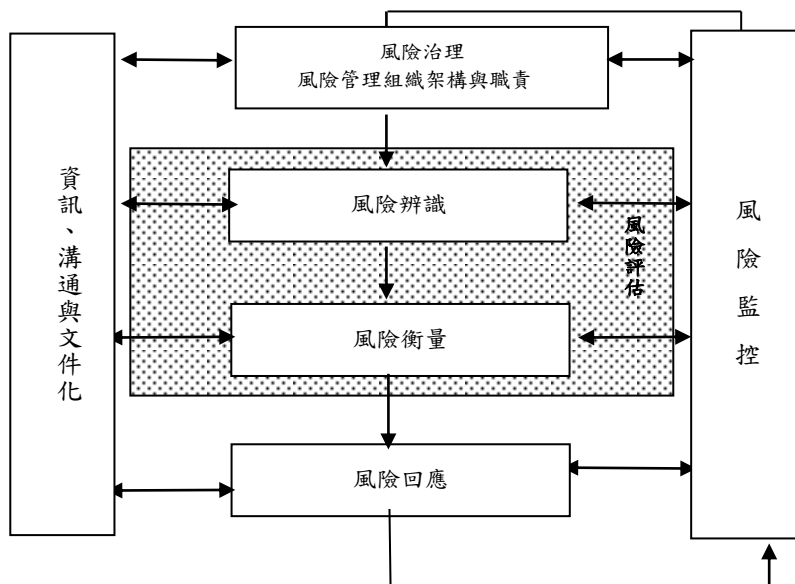 風險治理
風險管理組織架構與職責
資訊、溝通與文件化
風險辨識
風險評估
風險監控
風險衡量
風險回應